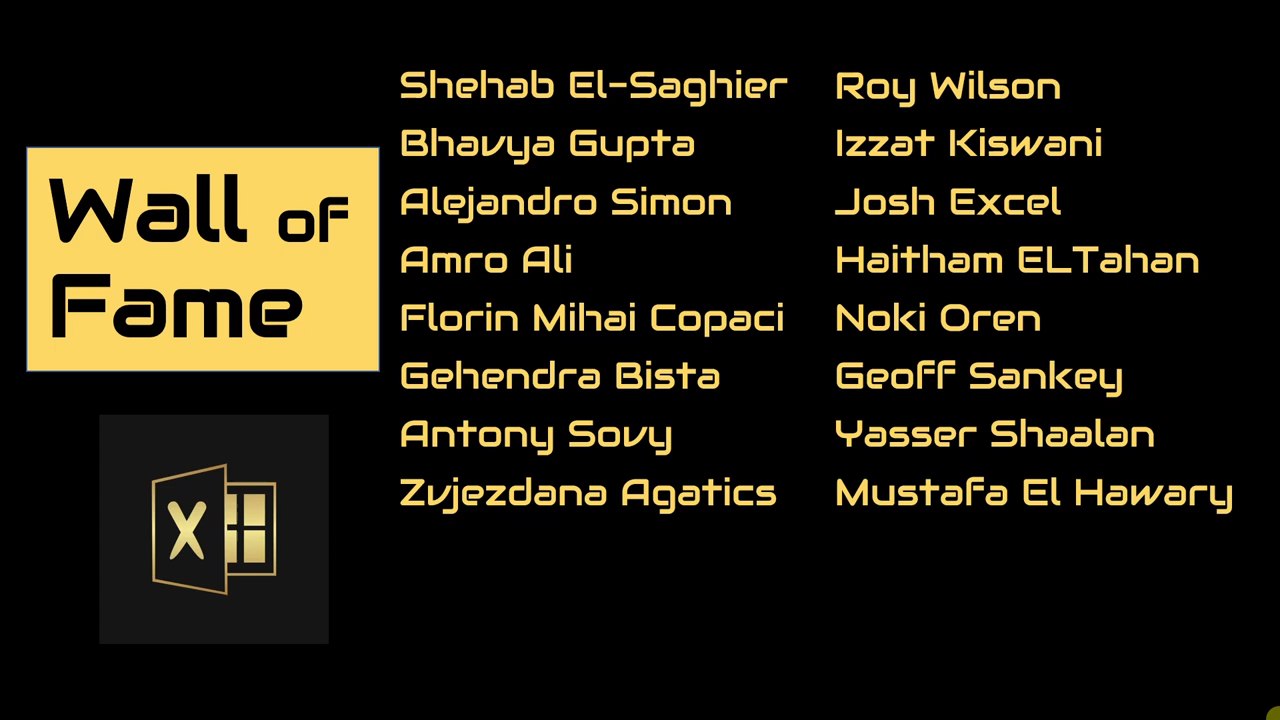 Wall of
Fame
Shehab El-Saghier
Bhavya Gupta
Alejandro Simon
Amro Ali
Florin Mihai Copaci
Gehendra Bista
Antony Sovy
Zvjezdana Agatics
Roy Wilson
Izzat Kiswani
Josh Excel
Haitham ELTahan
Noki Oren
Geoff Sankey
Yasser Shaalan
Mustafa El Hawary
X